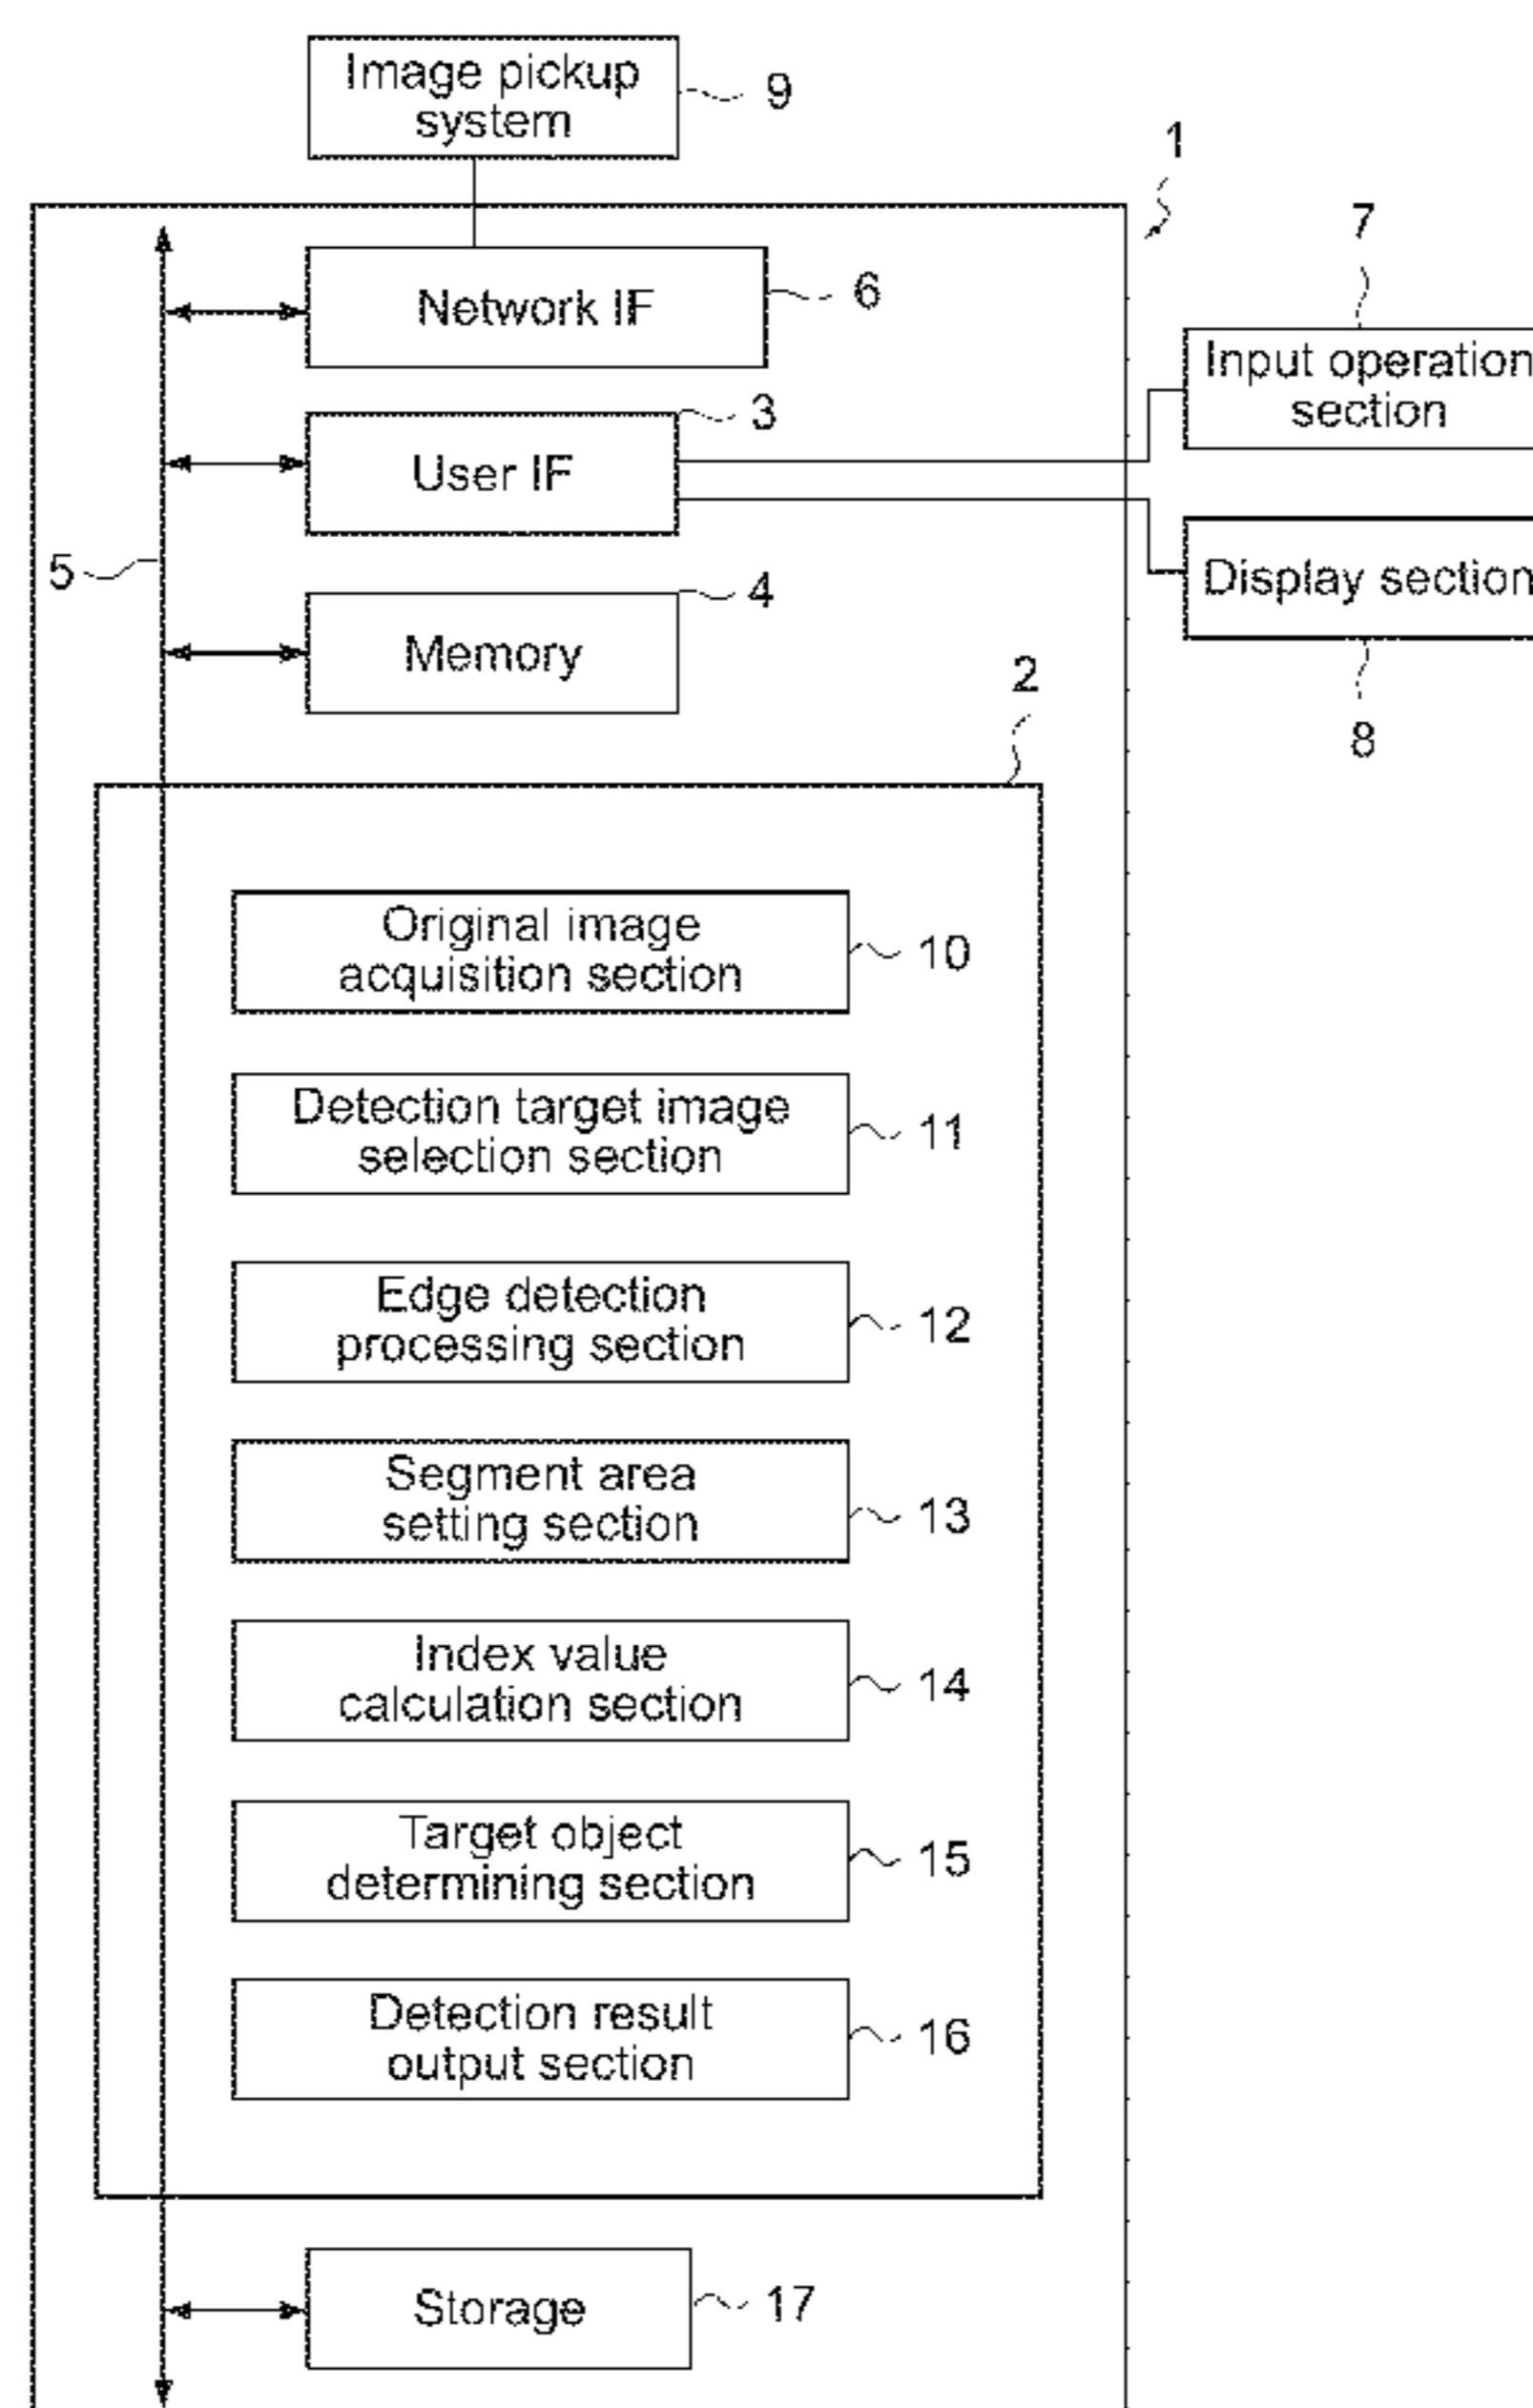 Image pickup
system
9
1
7
Network IF
6
Input operation
section
3
User IF
5
Display section
4
Memory
2
8
Original image
acquisition section
10
Detection target image
selection section
11
Edge detection
processing section
12
Segment area
setting section
13
Index value
calculation section
14
Target object
determining section
15
Detection result
output section
16
Storage
17